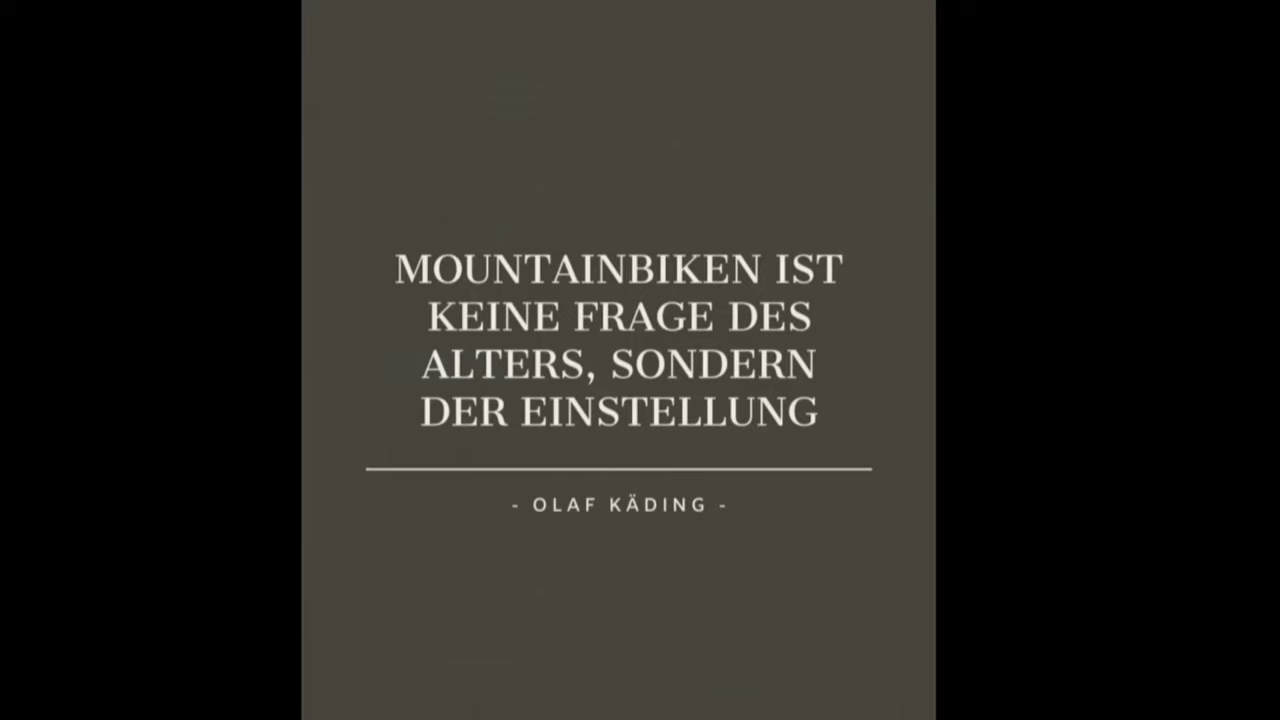 MOUNTAINBIKEN IST
KEINE FRAGE DES
ALTERS, SONDERN
DER EINSTELLUNG
- OLAF KÄDING -